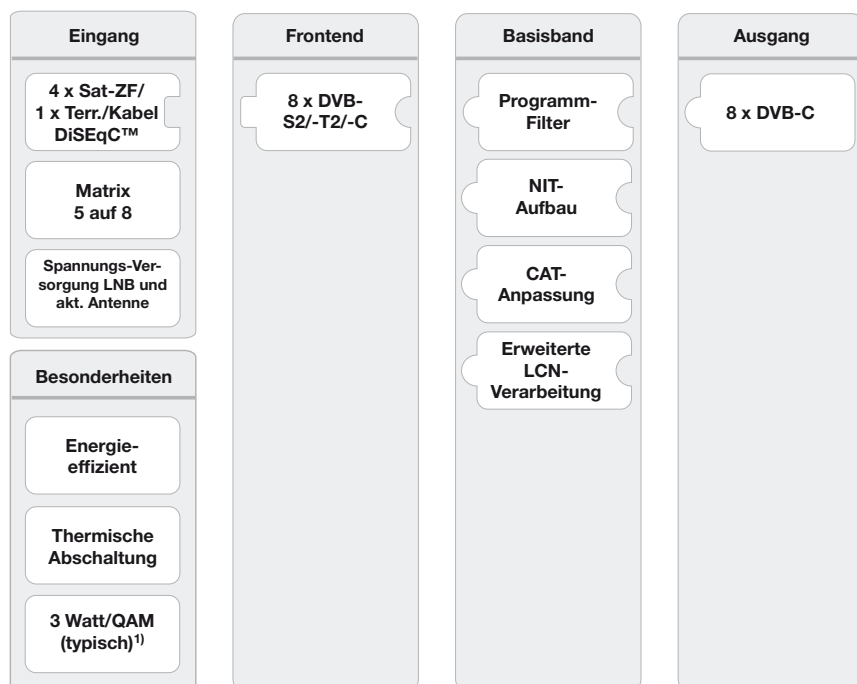 Eingang
4 x Sat-ZF/
1 x Terr./Kabel
DiSEqC™
Matrix
5 auf 8
Spannungs-Ver-
sorgung LNB und
akt. Antenne
Besonderheiten
Energie-
effizient
Thermische
Abschaltung
3 Watt/QAM
(typisch)1)
Frontend
8 x DVB-
S2/-T2/-C
Basisband
Programm-
Filter
NIT-
Aufbau
CAT-
Anpassung
Erweiterte
LCN-
Verarbeitung
Ausgang
8 x DVB-C